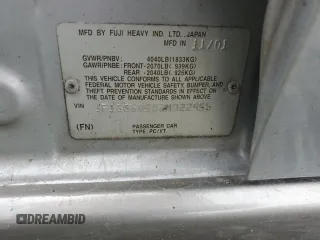 MFD BY FUJI HEAVY IND. LTD., JAPAN
MFD IN 11/01
GVWR/PNBV: 4040LB(1833KG)
GAWR/PNBE: FRONT-2070LB( 939KG)
REAR -2040LB( 925KG)
THIS VEHICLE CONFORMS TO ALL APPLICABLE
FEDERAL MOTOR VEHICLE SAFETY, BUMPER, AND
THEFT PREVENTION STANDARDS IN EFFECT
ON THE DATE OF MANUFACTURE SHOWN ABOVE.
VIN
(FN)
PASSENGER CAR
TYPE: PC/VT
DREAMBID